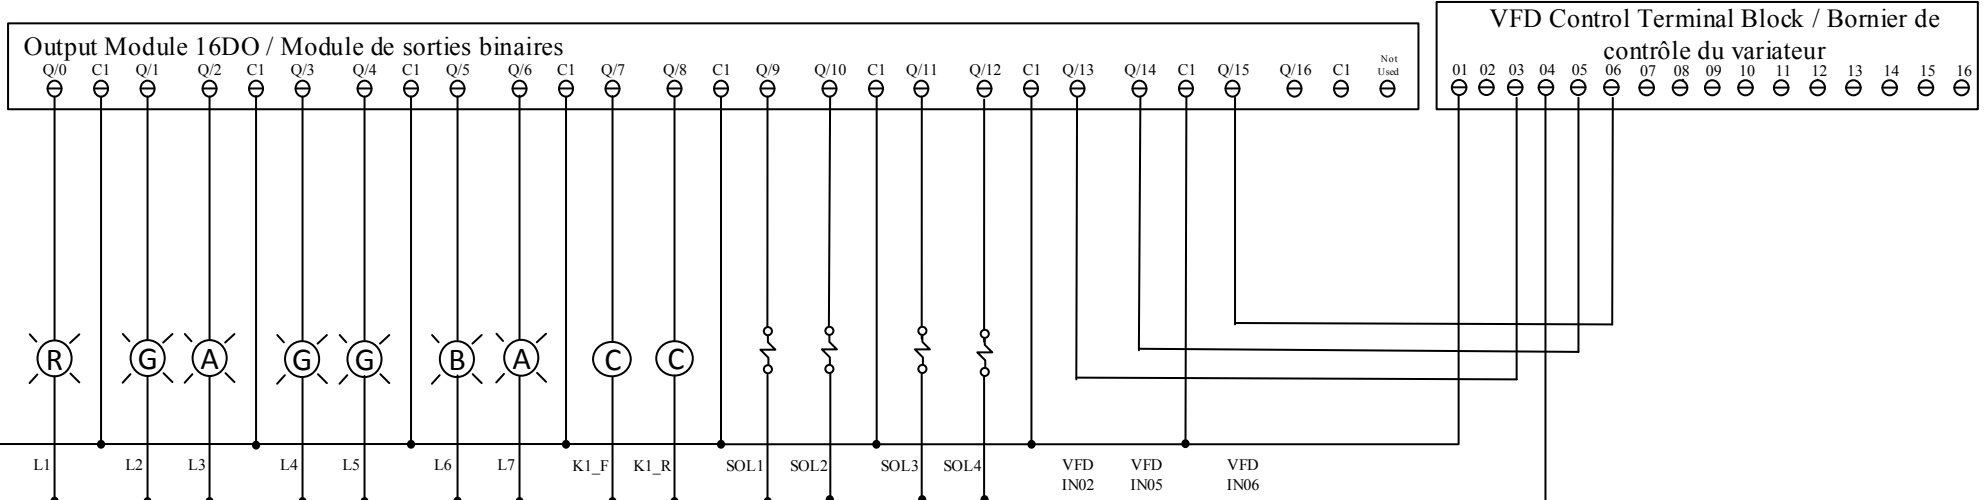 Output Module 16DO / Module de sorties binaires
Q/0 C1 Q/1 Q/2 C1 Q/3 Q/4 C1 Q/5 Q/6 C1 Q/7 Q/8 C1 Q/9 Q/10 C1 Q/11 Q/12 C1 Q/13 Q/14 C1 Q/15 Q/16 C1 Not
Used
VFD Control Terminal Block / Bornier de
contrôle du variateur
01 02 03 04 05 06 07 08 09 10 11 12 13 14 15 16
R G A G G B A C C
L1 L2 L3 L4 L5 L6 L7 K1_F K1_R SOL1 SOL2 SOL3 SOL4 VFD VFD VFD
IN02 IN05 IN06